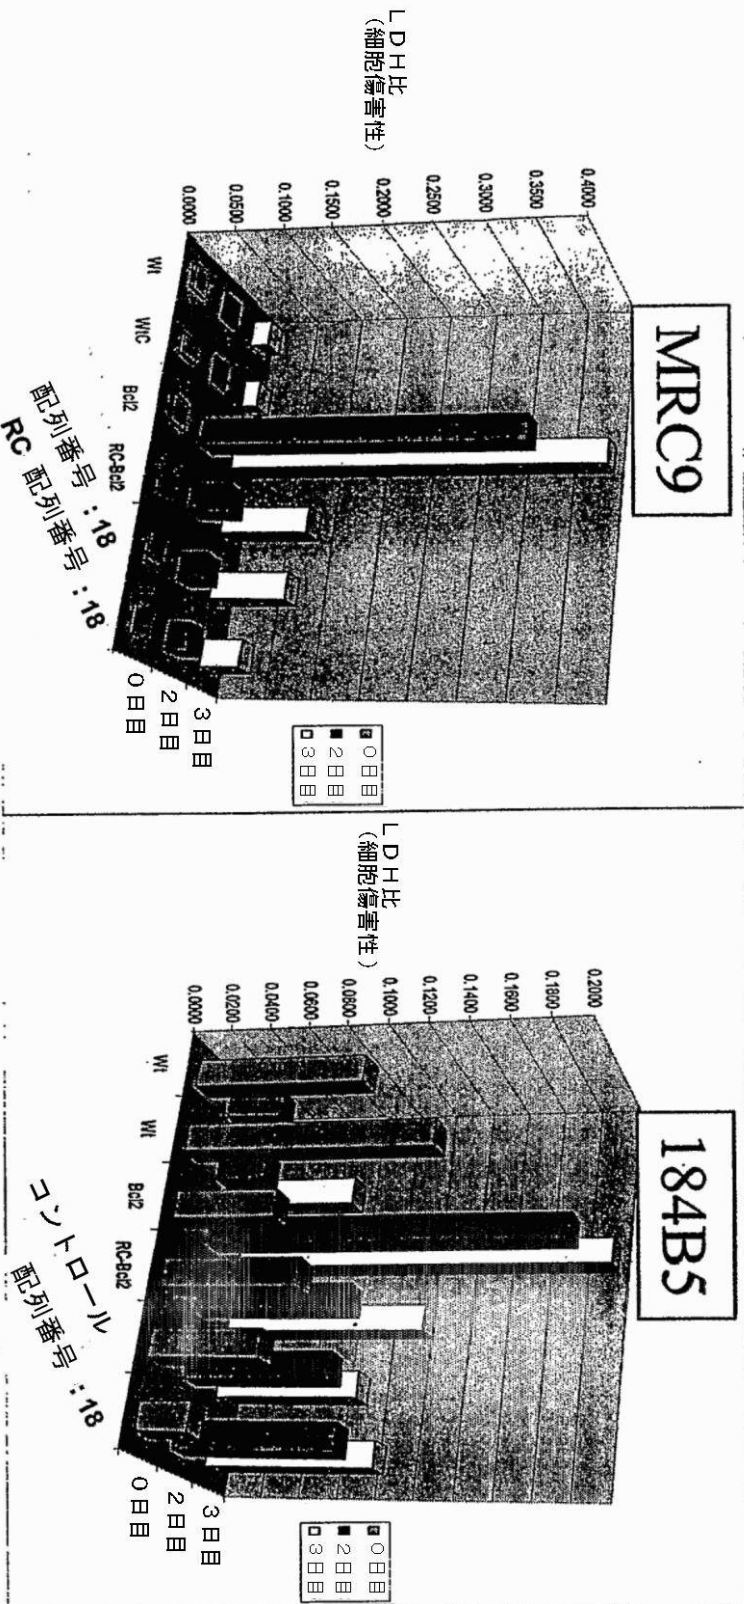 MRC9
LDH比
（細胞傷害性）
0.4000
0.3500
0.3000
0.2500
0.2000
0.1500
0.1000
0.0500
0.0000
Wt
WtC
Bcl2
RC-Bcl2
配列番号：18
RC 配列番号：18
0日目
2日目
3日目
0日目
2日目
3日目
184B5
LDH比
（細胞傷害性）
0.2000
0.1800
0.1600
0.1400
0.1200
0.1000
0.0800
0.0600
0.0400
0.0200
0.0000
Wt
Wt
Bcl2
RC-Bcl2
コントロール
配列番号：18
0日目
2日目
3日目
0日目
2日目
3日目